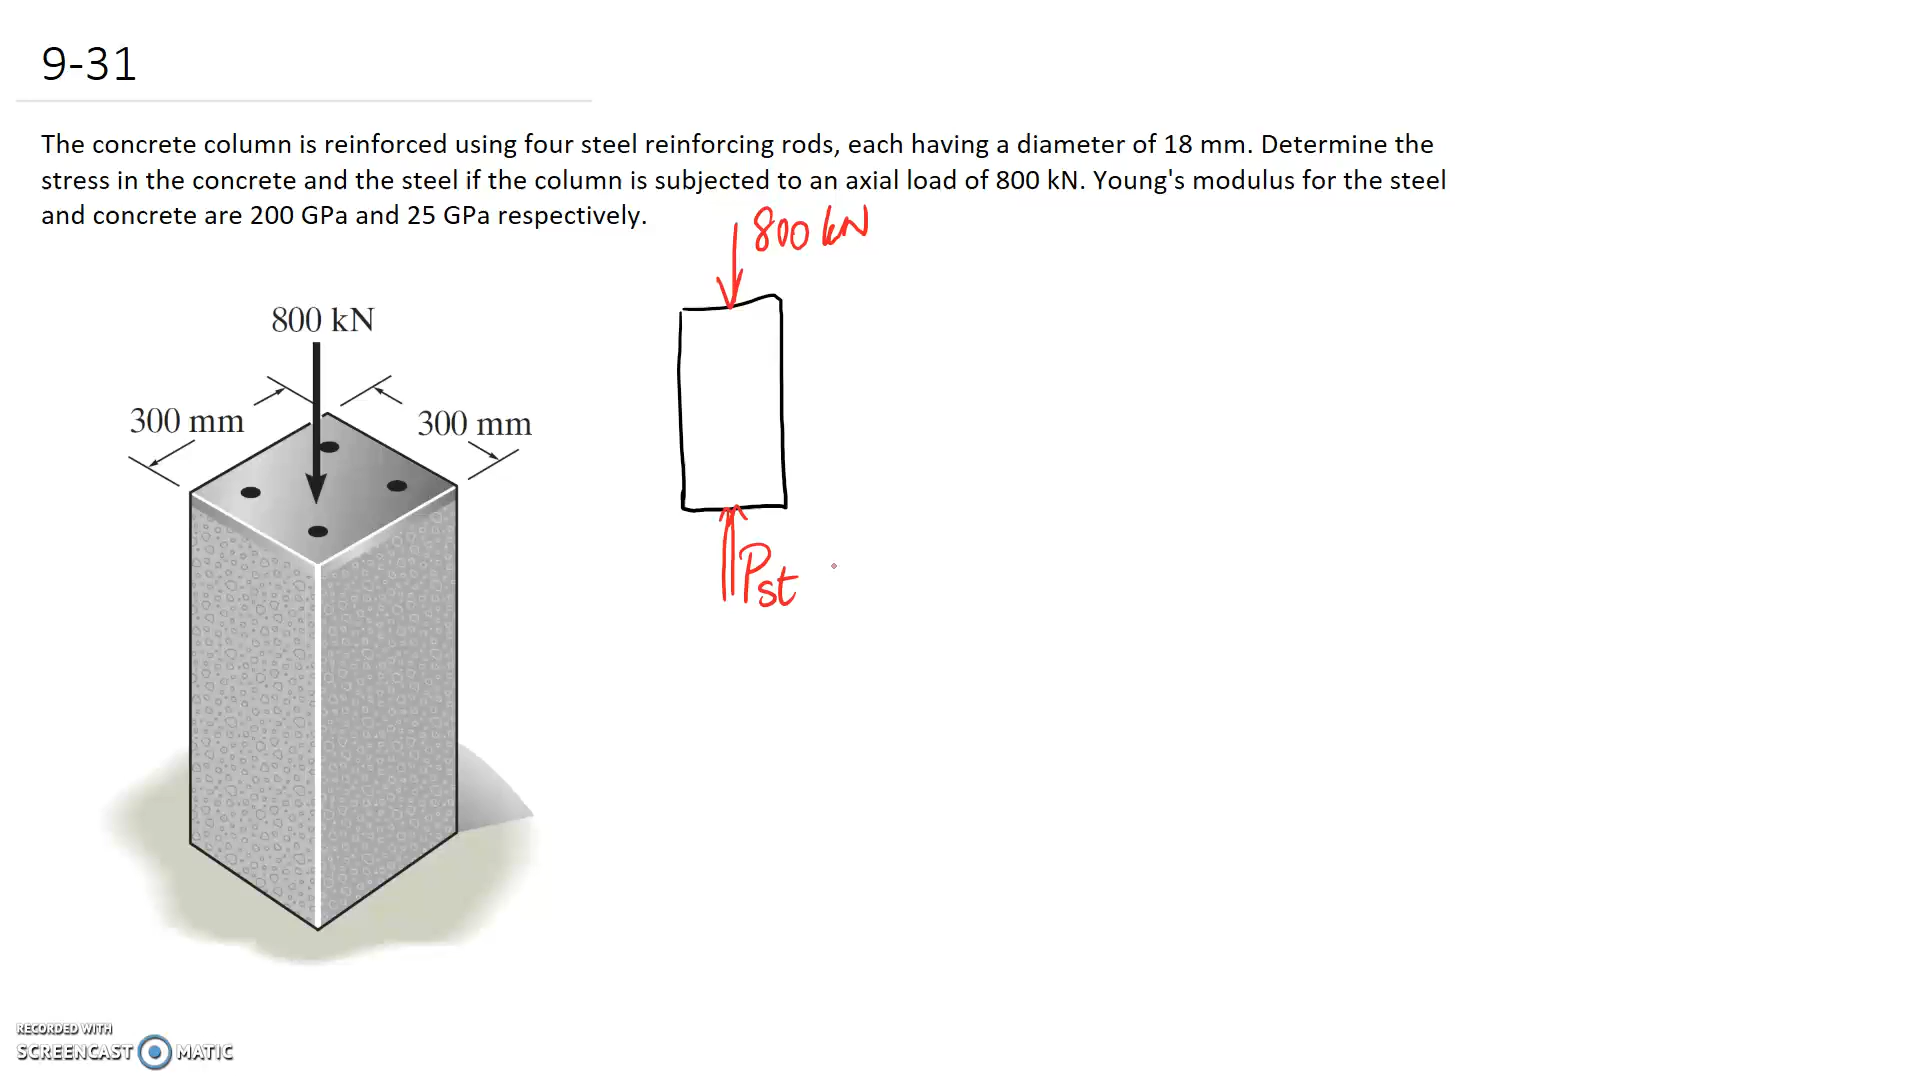 9-31
The concrete column is reinforced using four steel reinforcing rods, each having a diameter of 18 mm. Determine the
stress in the concrete and the steel if the column is subjected to an axial load of 800 kN. Young's modulus for the steel
and concrete are 200 GPa and 25 GPa respectively.
800 kN
800 kN
300 mm
300 mm
Pst
RECORDED WITH
SCREENCAST MATIC